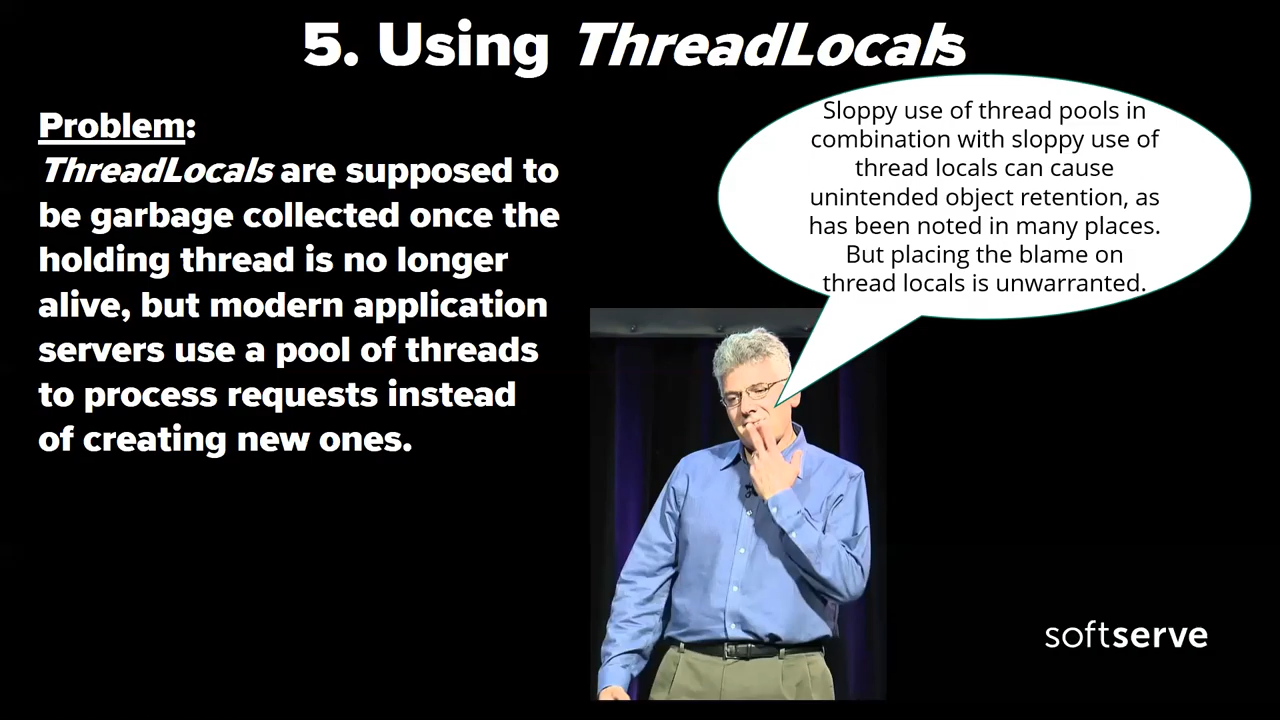 5. Using ThreadLocals
Problem:
ThreadLocals are supposed to
be garbage collected once the
holding thread is no longer
alive, but modern application
servers use a pool of threads
to process requests instead
of creating new ones.
Sloppy use of thread pools in
combination with sloppy use of
thread locals can cause
unintended object retention, as
has been noted in many places.
But placing the blame on
thread locals is unwarranted.
softserve